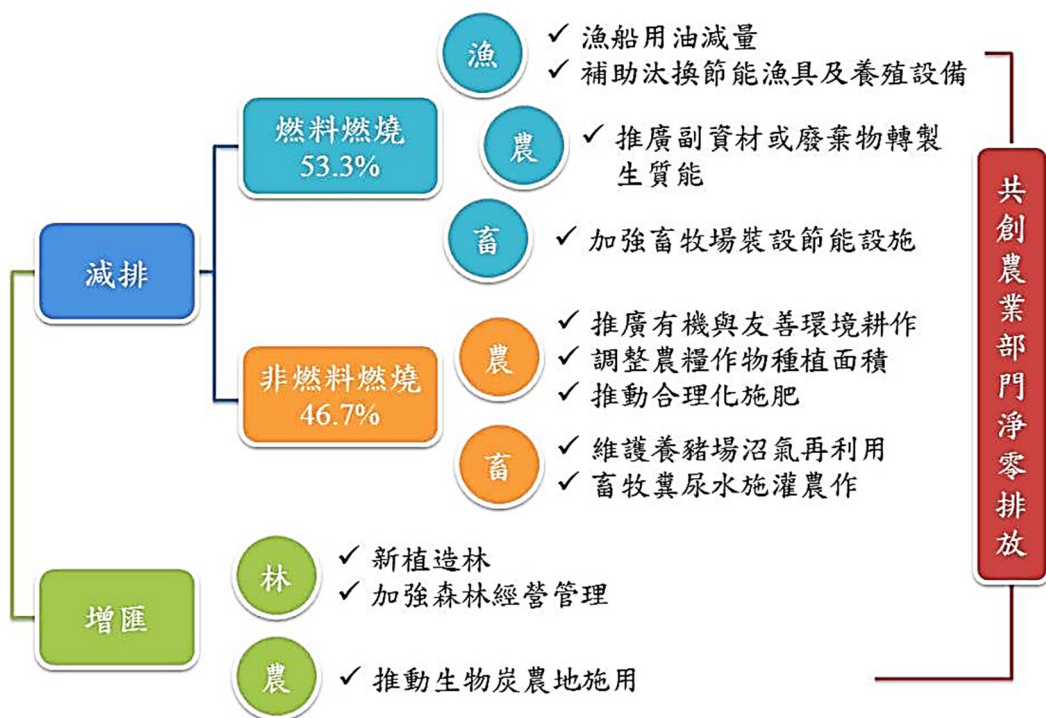 減排
燃料燃燒
53.3%
漁
✓ 漁船用油減量
✓ 補助汰換節能漁具及養殖設備
農
✓ 推廣副資材或廢棄物轉製
生質能
畜
✓ 加強畜牧場裝設節能設施
非燃料燃燒
46.7%
農
✓ 推廣有機與友善環境耕作
✓ 調整農糧作物種植面積
✓ 推動合理化施肥
畜
✓ 維護養豬場沼氣再利用
✓ 畜牧糞尿水施灌農作
增匯
林
✓ 新植造林
✓ 加強森林經營管理
農
✓ 推動生物炭農地施用
共創農業部門淨零排放